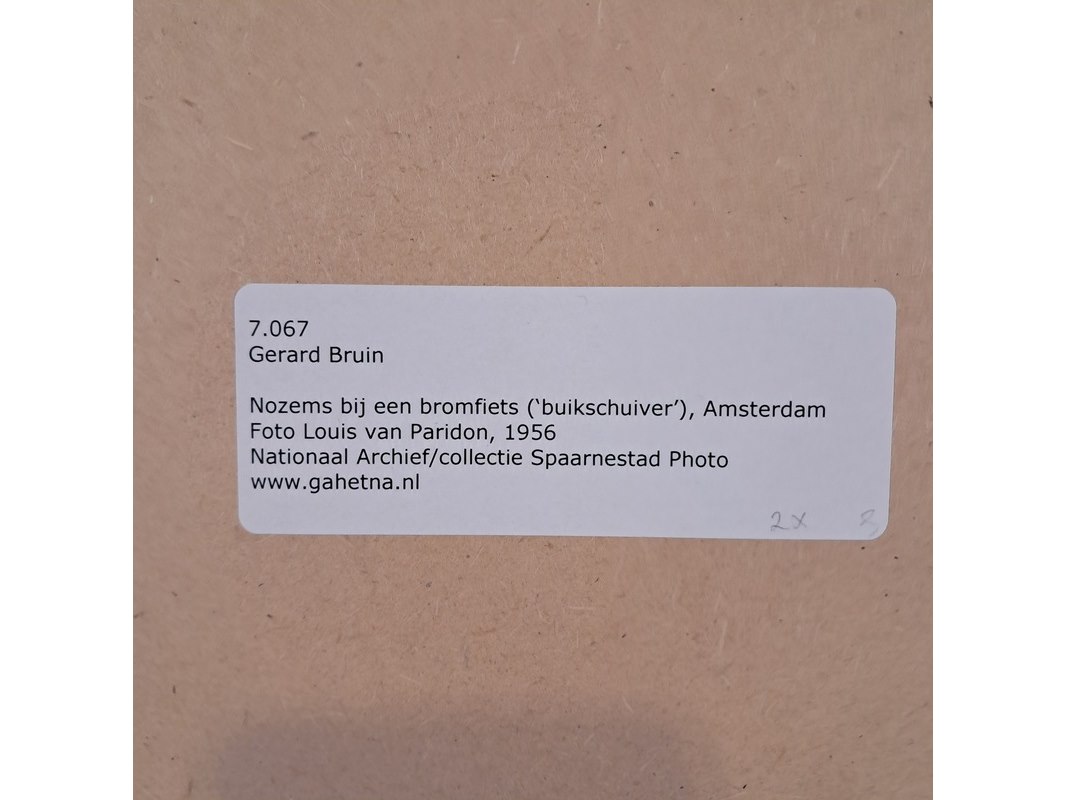 7.067
Gerard Bruin
Nozems bij een bromfiets (‘buikschuiver’), Amsterdam
Foto Louis van Paridon, 1956
Nationaal Archief/collectie Spaarnestad Photo
www.gahetna.nl
2x